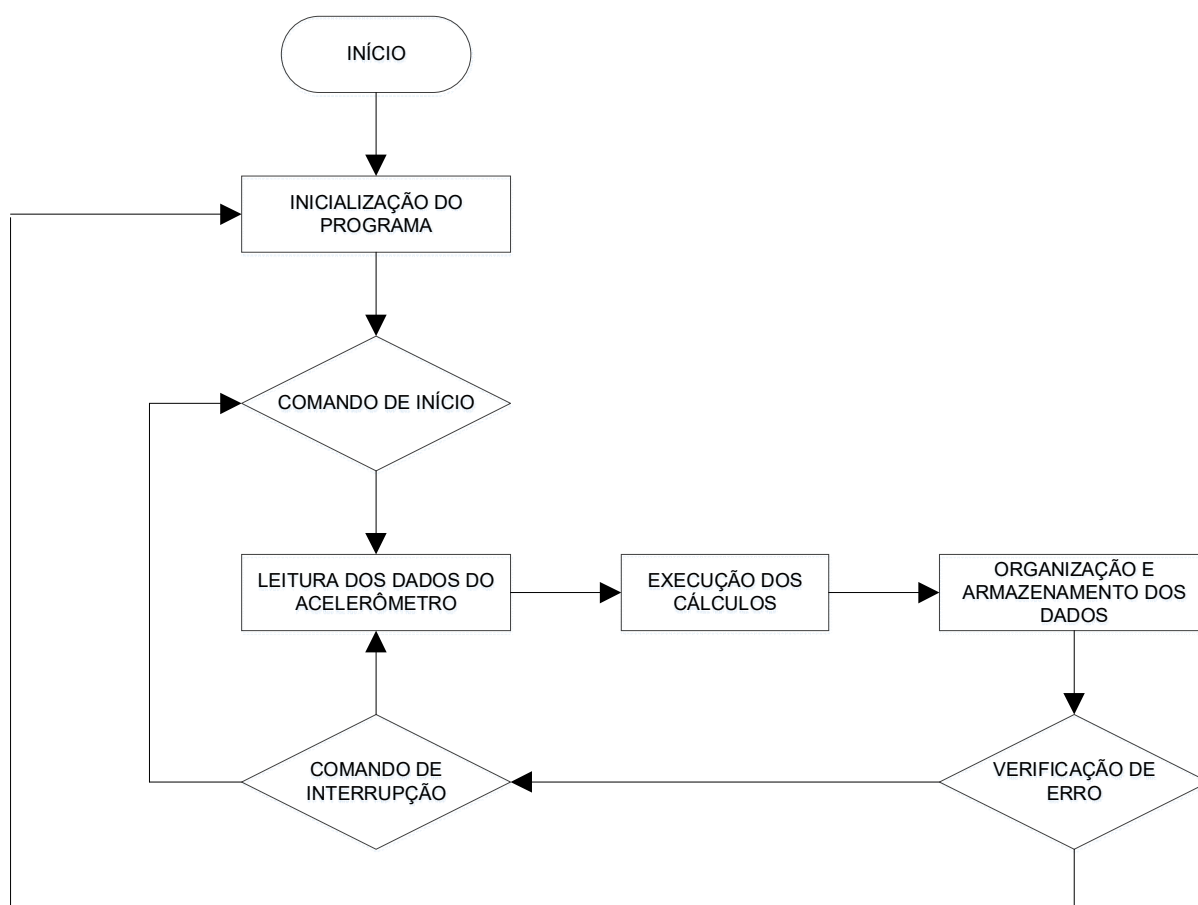 INÍCIO
INICIALIZAÇÃO DO
PROGRAMA
COMANDO DE INÍCIO
LEITURA DOS DADOS DO
ACELERÔMETRO
EXECUÇÃO DOS
CÁLCULOS
ORGANIZAÇÃO E
ARMAZENAMENTO DOS
DADOS
COMANDO DE
INTERRUPÇÃO
VERIFICAÇÃO DE
ERRO